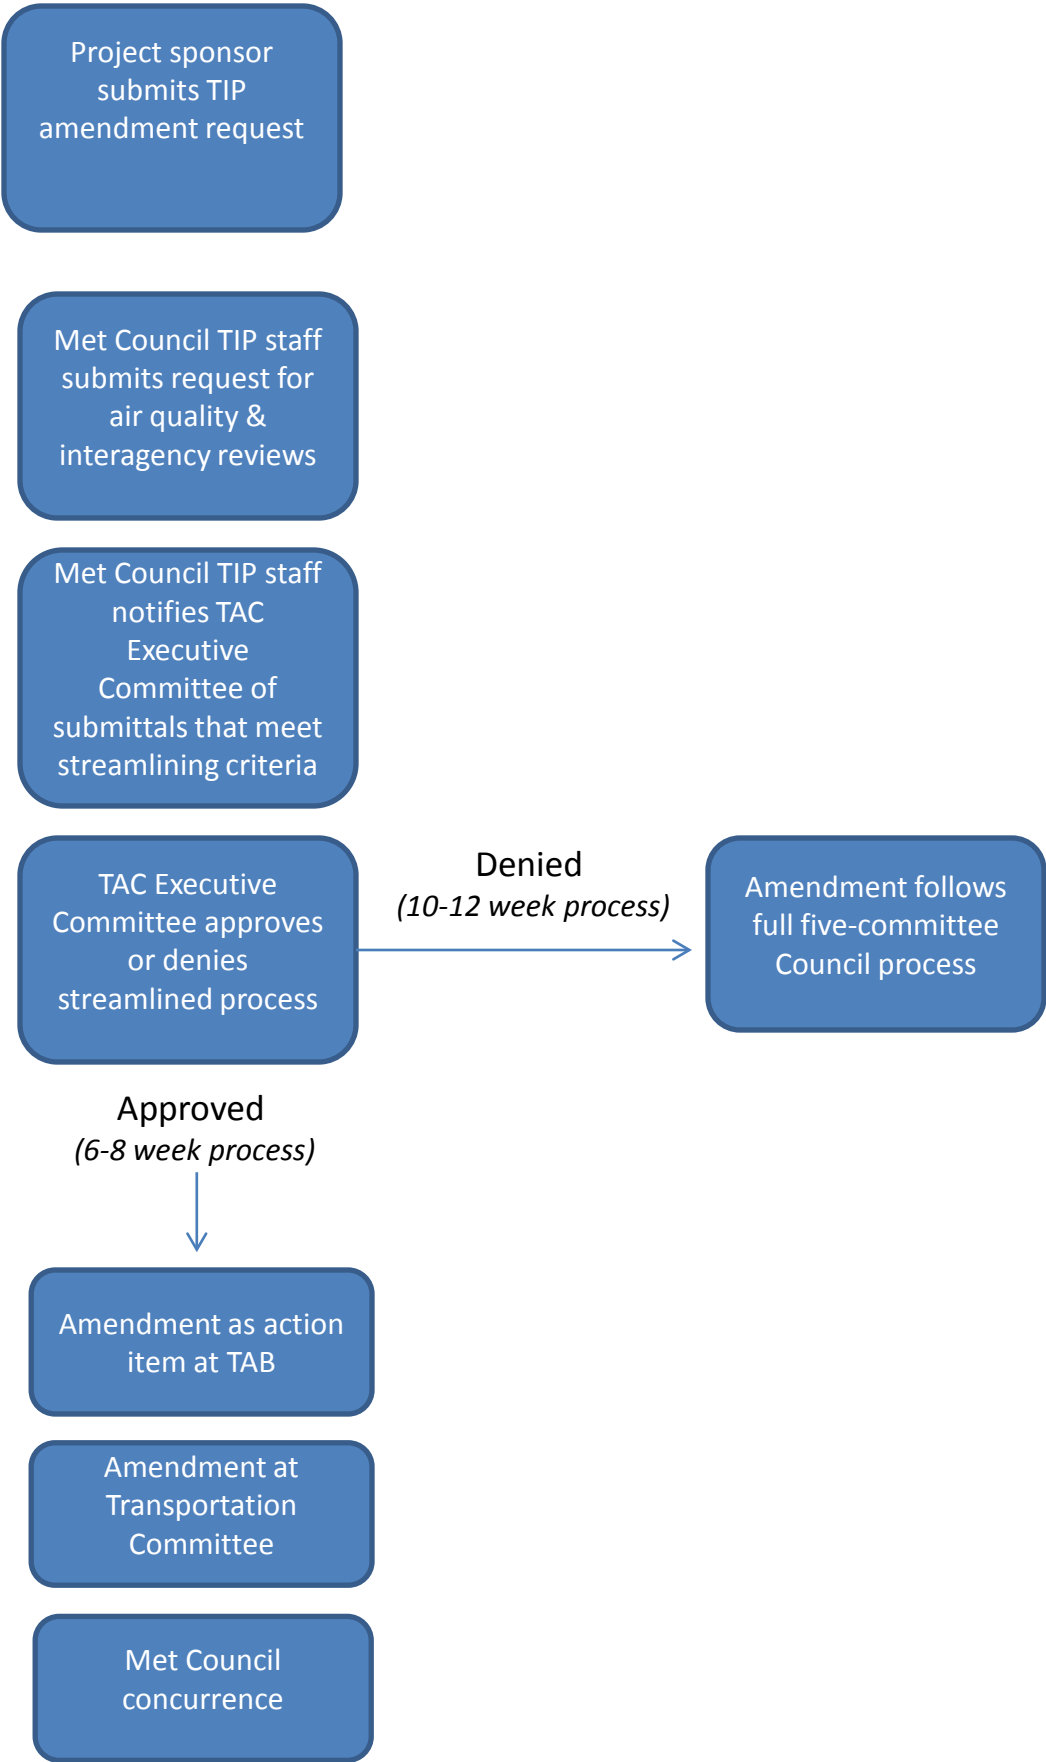 Project sponsor
submits TIP
amendment request
Met Council TIP staff
submits request for
air quality &
interagency reviews
Met Council TIP staff
notifies TAC
Executive
Committee of
submittals that meet
streamlining criteria
TAC Executive
Committee approves
or denies
streamlined process
Denied
(10-12 week process)
Amendment follows
full five-committee
Council process
Approved
(6-8 week process)
Amendment as action
item at TAB
Amendment at
Transportation
Committee
Met Council
concurrence